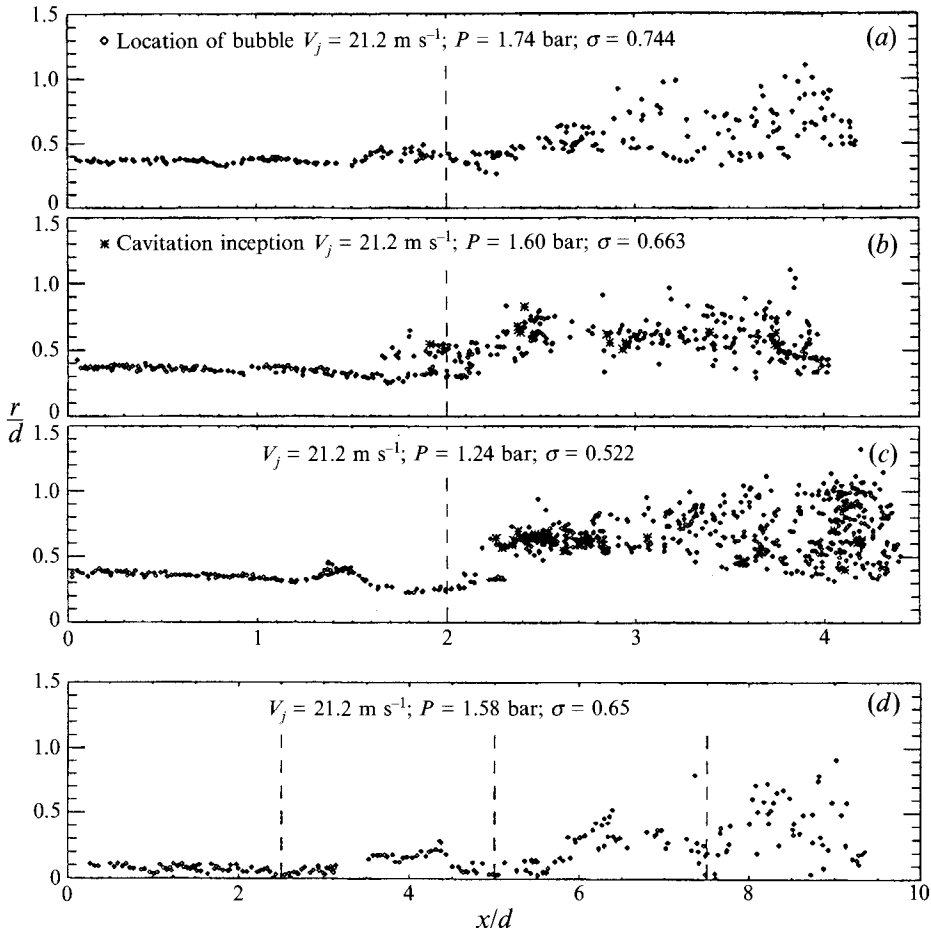 1.5
⋄ Location of bubble V_j = 21.2 m s⁻¹; P = 1.74 bar; σ = 0.744
(a)
1.0
0.5
0
1.5
✱ Cavitation inception V_j = 21.2 m s⁻¹; P = 1.60 bar; σ = 0.663
(b)
1.0
0.5
0
r/d
1.5
V_j = 21.2 m s⁻¹; P = 1.24 bar; σ = 0.522
(c)
1.0
0.5
0
0 1 2 3 4
1.5
V_j = 21.2 m s⁻¹; P = 1.58 bar; σ = 0.65
(d)
1.0
0.5
0
0 2 4 6 8 10
x/d